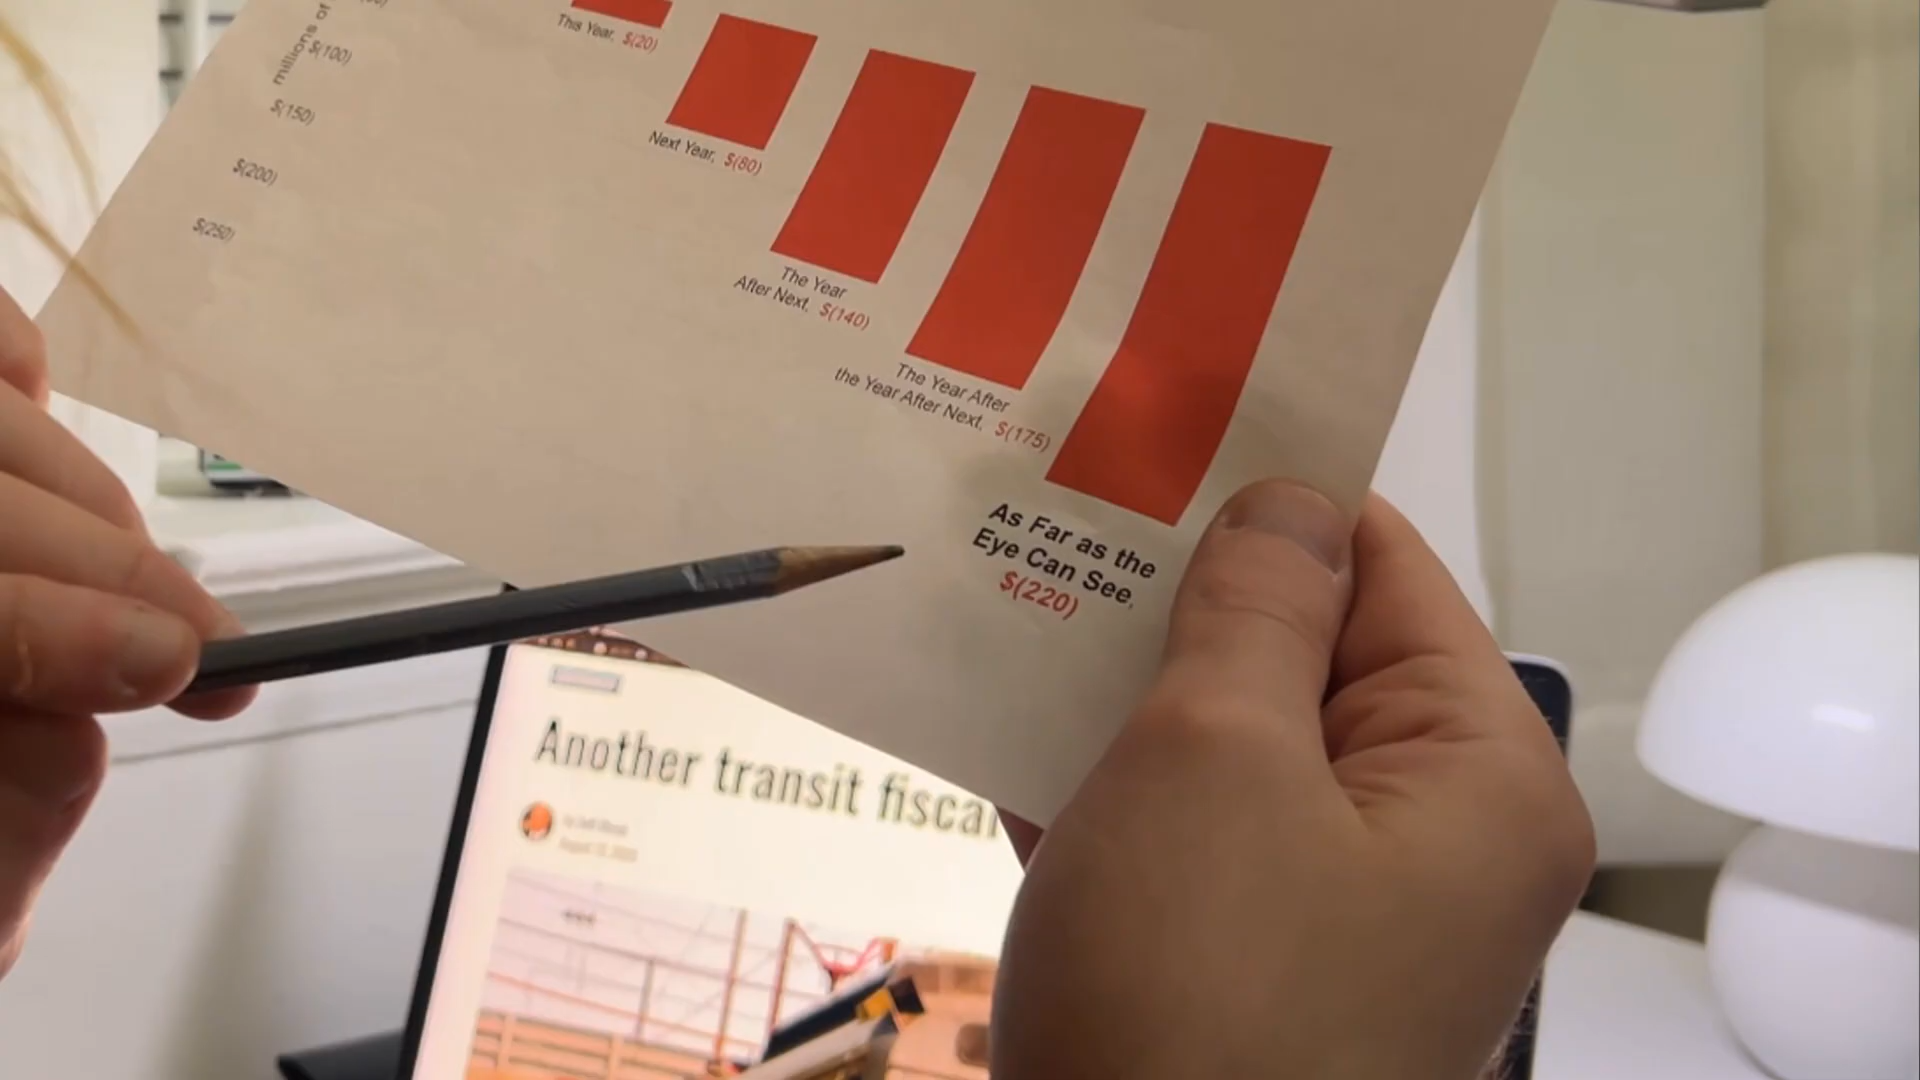 millions of
$(100)
$(150)
$(200)
$(250)
This Year, $(20)
Next Year, $(80)
The Year
After Next, $(140)
The Year After
the Year After Next, $(175)
As Far as the
Eye Can See,
$(220)
Another transit fiscal